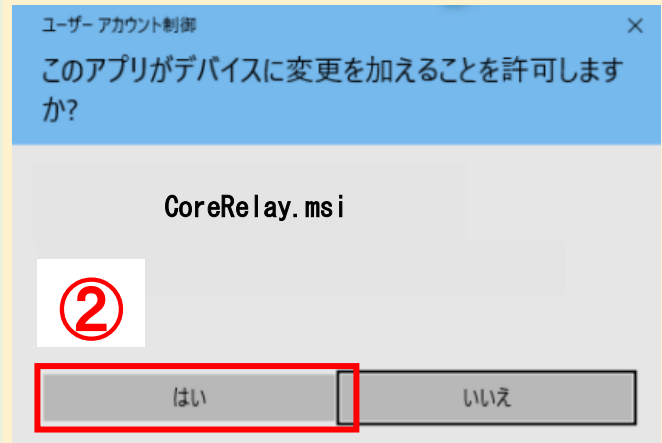 ユーザー アカウント制御
×
このアプリがデバイスに変更を加えることを許可します
か?
CoreRelay.msi
②
はい
いいえ